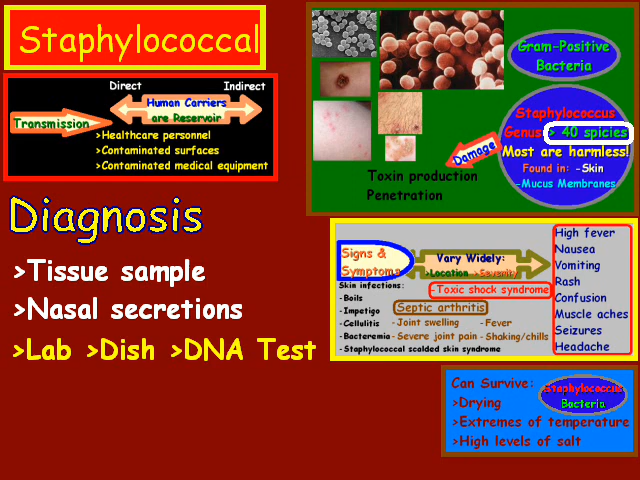 Staphylococcal
Direct Indirect
Human Carriers
are Reservoir
Transmission
>Healthcare personnel
>Contaminated surfaces
>Contaminated medical equipment
Gram-Positive
Bacteria
Staphylococcus
Genus: > 40 spicies
Most are harmless!
Found in: -Skin
-Mucus Membranes
Damage
Toxin production
Penetration
Diagnosis
>Tissue sample
>Nasal secretions
>Lab >Dish >DNA Test
Signs &
Symptoms
Vary Widely:
>Location >Severity
Skin infections:
- Boils
- Impetigo
- Cellulitis
- Bacteremia
- Staphylococcal scalded skin syndrome
-Toxic shock syndrome
Septic arthritis
- Joint swelling - Fever
- Severe joint pain - Shaking/chills
High fever
Nausea
Vomiting
Rash
Confusion
Muscle aches
Seizures
Headache
Can Survive:
>Drying
>Extremes of temperature
>High levels of salt
Staphylococcus
Bacteria